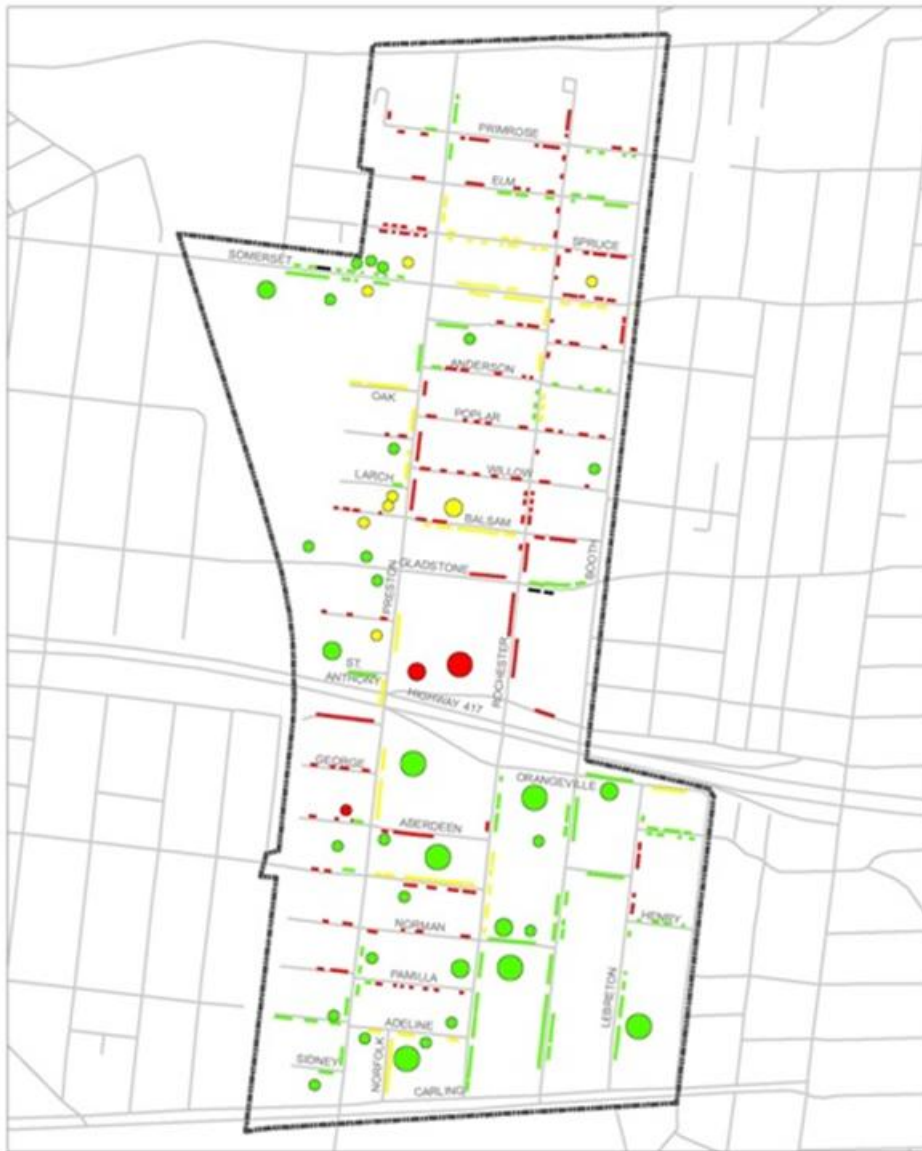 PRIMROSE
ELM
SPRUCE
SOMERSET
ANDERSON
OAK
POPLAR
LARCH
WILLOW
BALSAM
BOOTH
GLADSTONE
PRESTON
ROCHESTER
ST.
ANTHONY
HIGHWAY 417
GEORGE
ORANGEVILLE
ABERDEEN
HENRY
NORMAN
PAMILLA
LEBRETON
ADELINE
SIDNEY
NORFOLK
CARLING